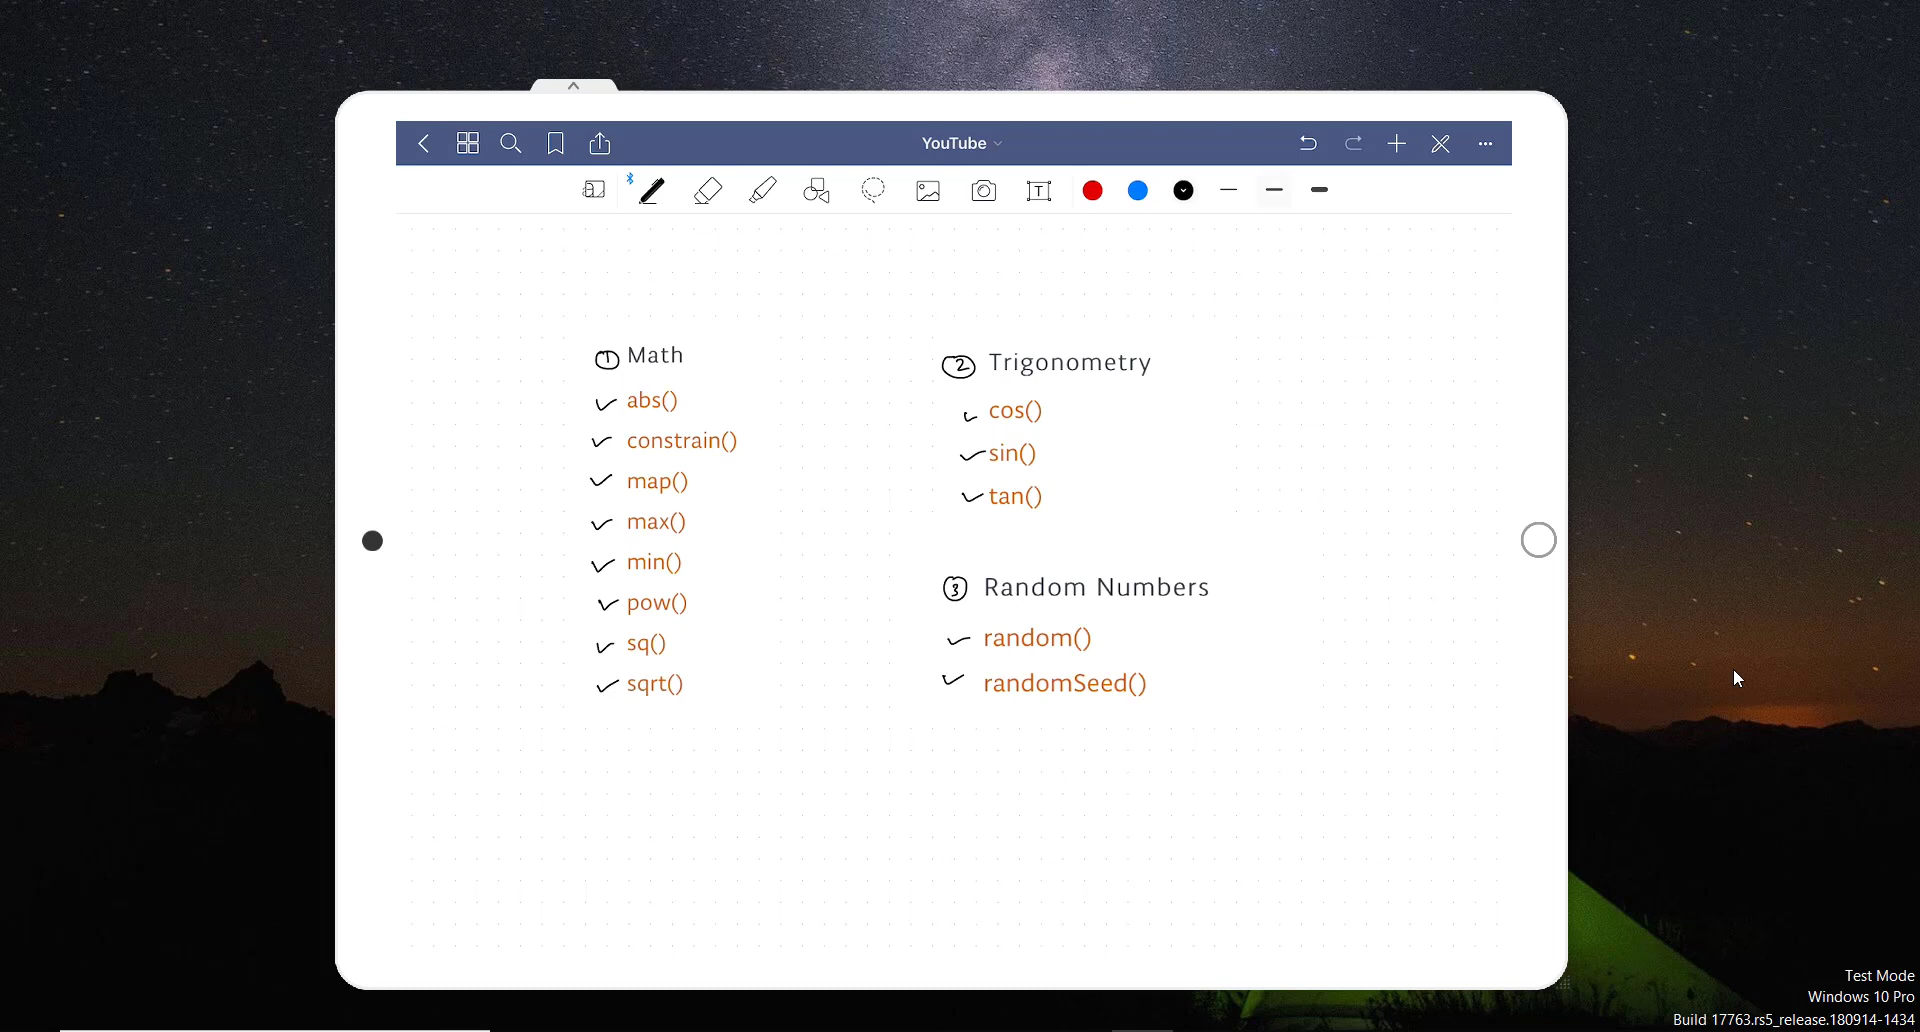 YouTube
① Math
abs()
constrain()
map()
max()
min()
pow()
sq()
sqrt()
② Trigonometry
cos()
sin()
tan()
③ Random Numbers
random()
randomSeed()
Test Mode
Windows 10 Pro
Build 17763.rs5_release.180914-1434